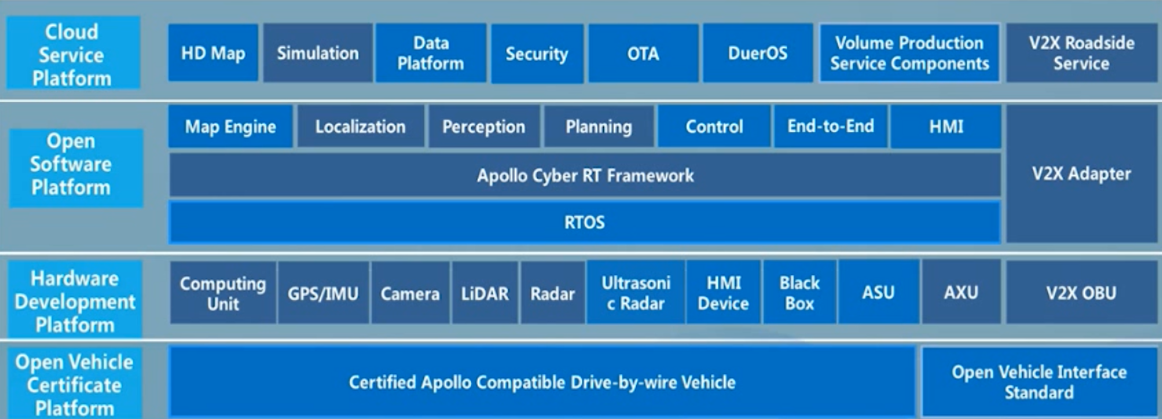 Cloud
Service
Platform
HD Map
Simulation
Data
Platform
Security
OTA
DuerOS
Volume Production
Service Components
V2X Roadside
Service
Open
Software
Platform
Map Engine
Localization
Perception
Planning
Control
End-to-End
HMI
V2X Adapter
Apollo Cyber RT Framework
RTOS
Hardware
Development
Platform
Computing
Unit
GPS/IMU
Camera
LiDAR
Radar
Ultrasoni
c Radar
HMI
Device
Black
Box
ASU
AXU
V2X OBU
Open Vehicle
Certificate
Platform
Certified Apollo Compatible Drive-by-wire Vehicle
Open Vehicle Interface
Standard